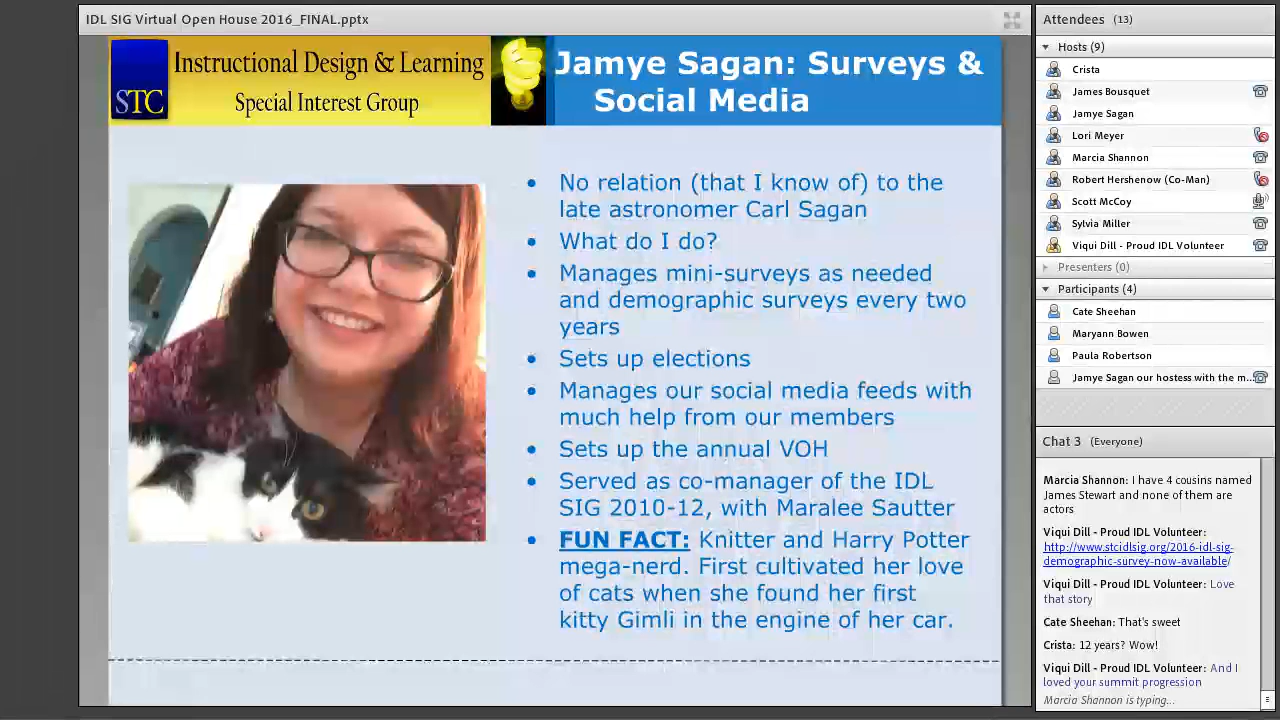 IDL SIG Virtual Open House 2016_FINAL.pptx
Instructional Design & Learning
Special Interest Group
STC
Jamye Sagan: Surveys &
Social Media
• No relation (that I know of) to the
late astronomer Carl Sagan
• What do I do?
• Manages mini-surveys as needed
and demographic surveys every two
years
• Sets up elections
• Manages our social media feeds with
much help from our members
• Sets up the annual VOH
• Served as co-manager of the IDL
SIG 2010-12, with Maralee Sautter
• FUN FACT: Knitter and Harry Potter
mega-nerd. First cultivated her love
of cats when she found her first
kitty Gimli in the engine of her car.
Attendees (13)
Hosts (9)
Crista
James Bousquet
Jamye Sagan
Lori Meyer
Marcia Shannon
Robert Hershenow (Co-Man)
Scott McCoy
Sylvia Miller
Viqui Dill - Proud IDL Volunteer
Presenters (0)
Participants (4)
Cate Sheehan
Maryann Bowen
Paula Robertson
Jamye Sagan our hostess with the m...
Chat 3 (Everyone)
Marcia Shannon: I have 4 cousins named
James Stewart and none of them are
actors
Viqui Dill - Proud IDL Volunteer:
http://www.stcidlsig.org/2016-idl-sig-
demographic-survey-now-available/
Viqui Dill - Proud IDL Volunteer: Love
that story
Cate Sheehan: That's sweet
Crista: 12 years? Wow!
Viqui Dill - Proud IDL Volunteer: And I
loved your summit progression
Marcia Shannon is typing...